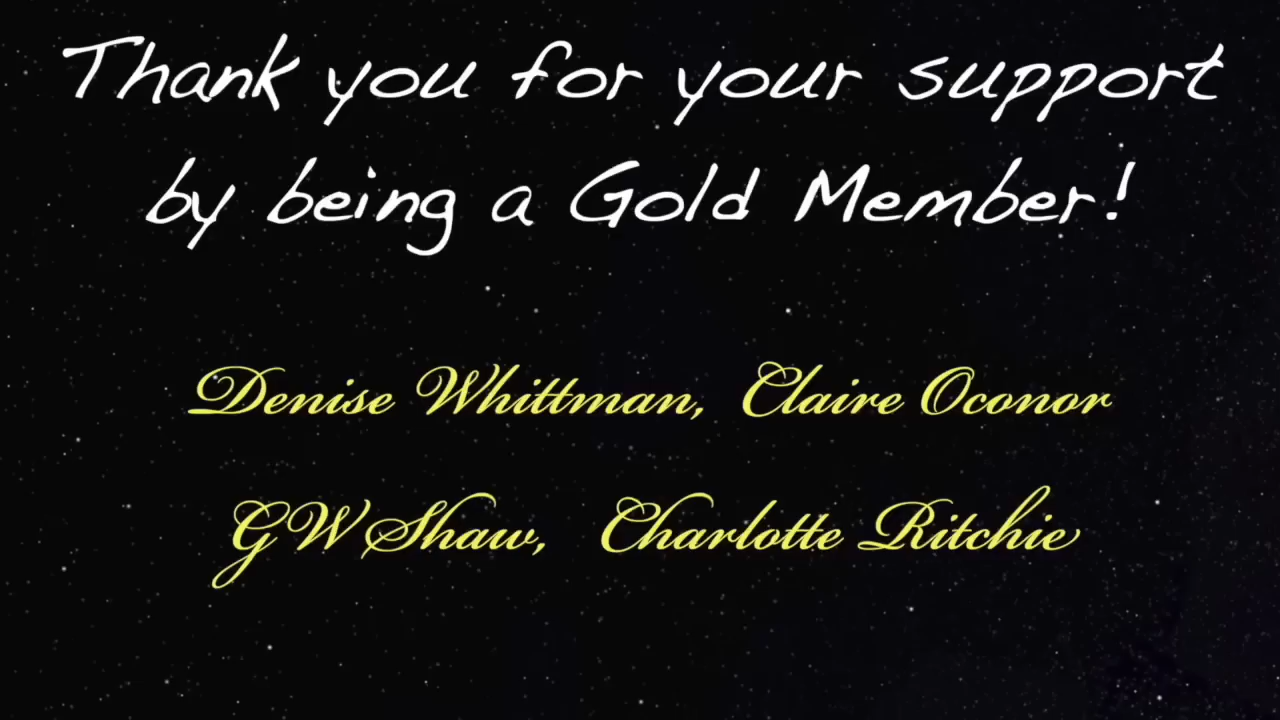 Thank you for your support
by being a Gold Member!
Denise Whittman, Claire Oconor
GW Shaw, Charlotte Ritchie